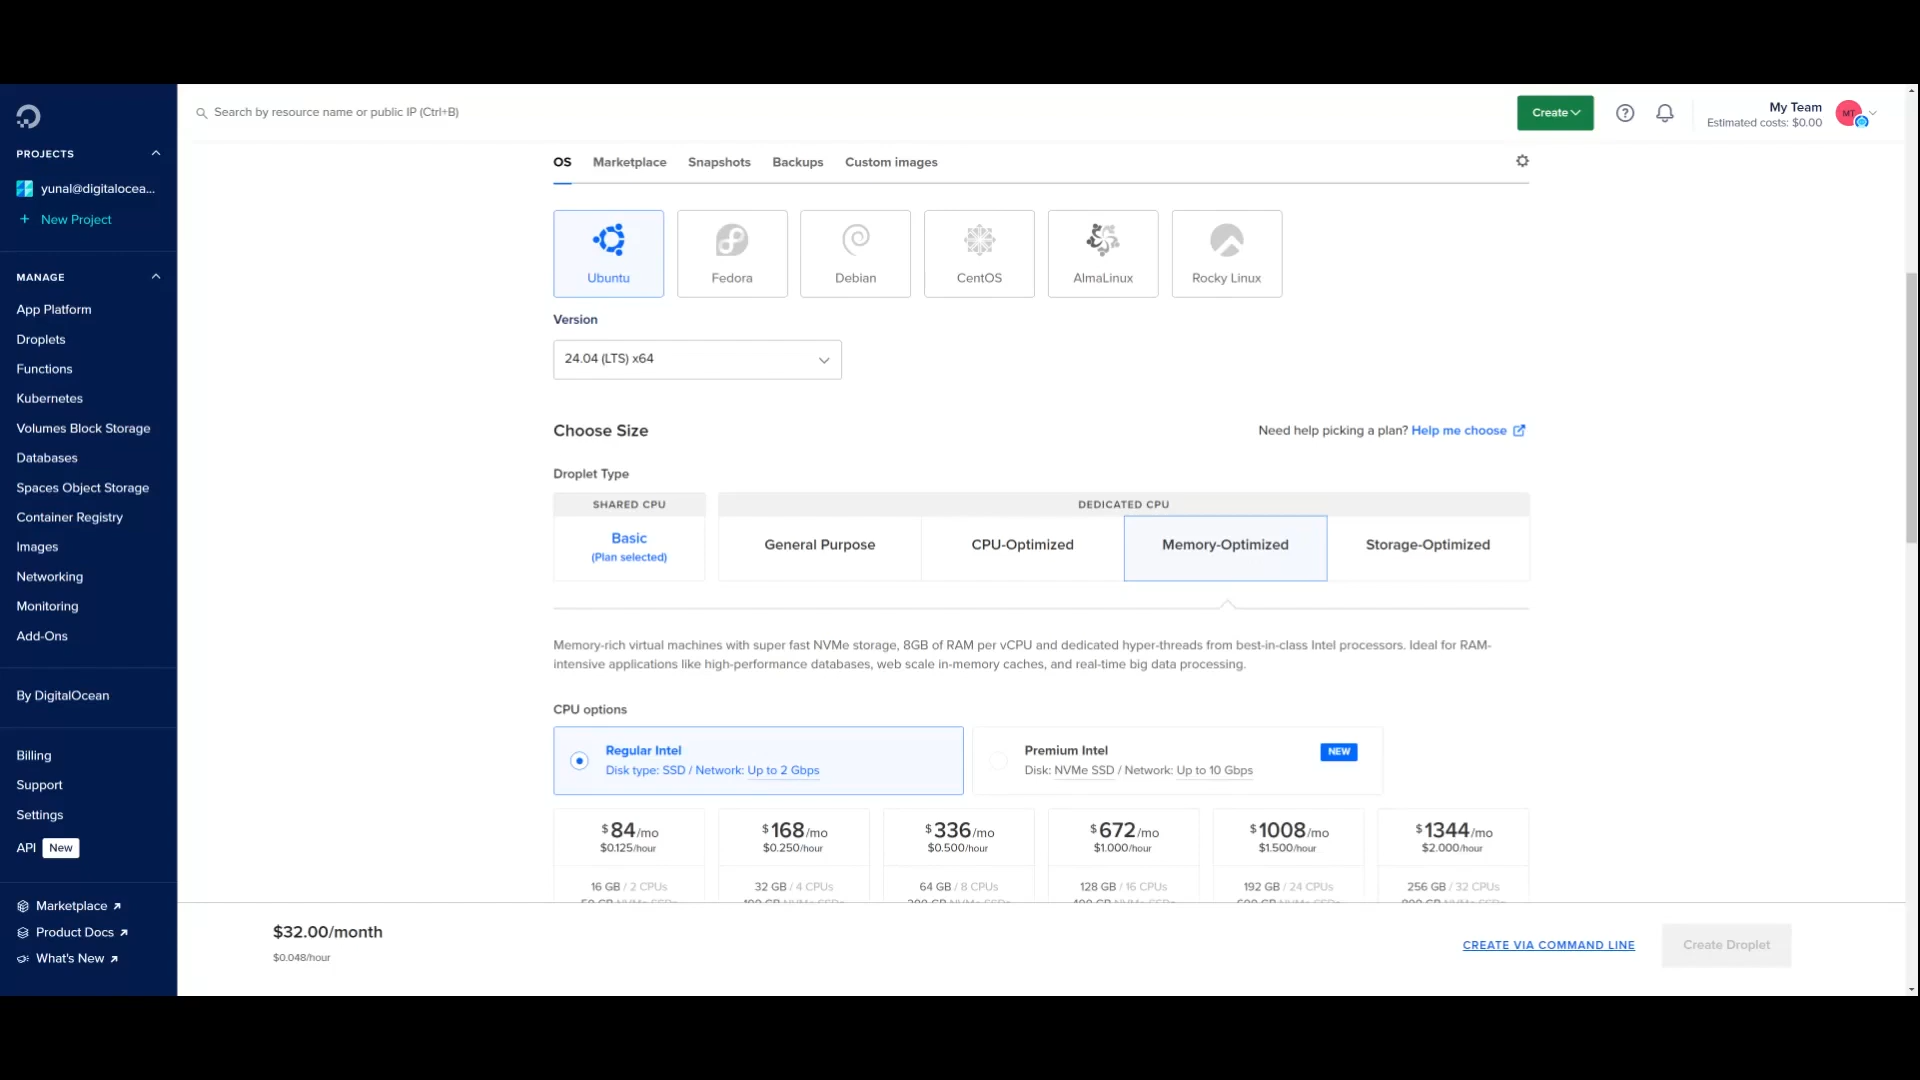 Search by resource name or public IP (Ctrl+B)
Create
My Team
Estimated costs: $0.00
MT
PROJECTS
yunal@digitalocea...
+ New Project
MANAGE
App Platform
Droplets
Functions
Kubernetes
Volumes Block Storage
Databases
Spaces Object Storage
Container Registry
Images
Networking
Monitoring
Add-Ons
By DigitalOcean
Billing
Support
Settings
API New
Marketplace
Product Docs
What's New
OS Marketplace Snapshots Backups Custom images
Ubuntu Fedora Debian CentOS AlmaLinux Rocky Linux
Version
24.04 (LTS) x64
Choose Size
Need help picking a plan? Help me choose
Droplet Type
SHARED CPU
DEDICATED CPU
Basic
(Plan selected)
General Purpose CPU-Optimized Memory-Optimized Storage-Optimized
Memory-rich virtual machines with super fast NVMe storage, 8GB of RAM per vCPU and dedicated hyper-threads from best-in-class Intel processors. Ideal for RAM-
intensive applications like high-performance databases, web scale in-memory caches, and real-time big data processing.
CPU options
Regular Intel
Disk type: SSD / Network: Up to 2 Gbps
Premium Intel
NEW
Disk: NVMe SSD / Network: Up to 10 Gbps
$84/mo $168/mo $336/mo $672/mo $1008/mo $1344/mo
$0.125/hour $0.250/hour $0.500/hour $1.000/hour $1.500/hour $2.000/hour
16 GB / 2 CPUs 32 GB / 4 CPUs 64 GB / 8 CPUs 128 GB / 16 CPUs 192 GB / 24 CPUs 256 GB / 32 CPUs
$32.00/month
$0.048/hour
CREATE VIA COMMAND LINE
Create Droplet